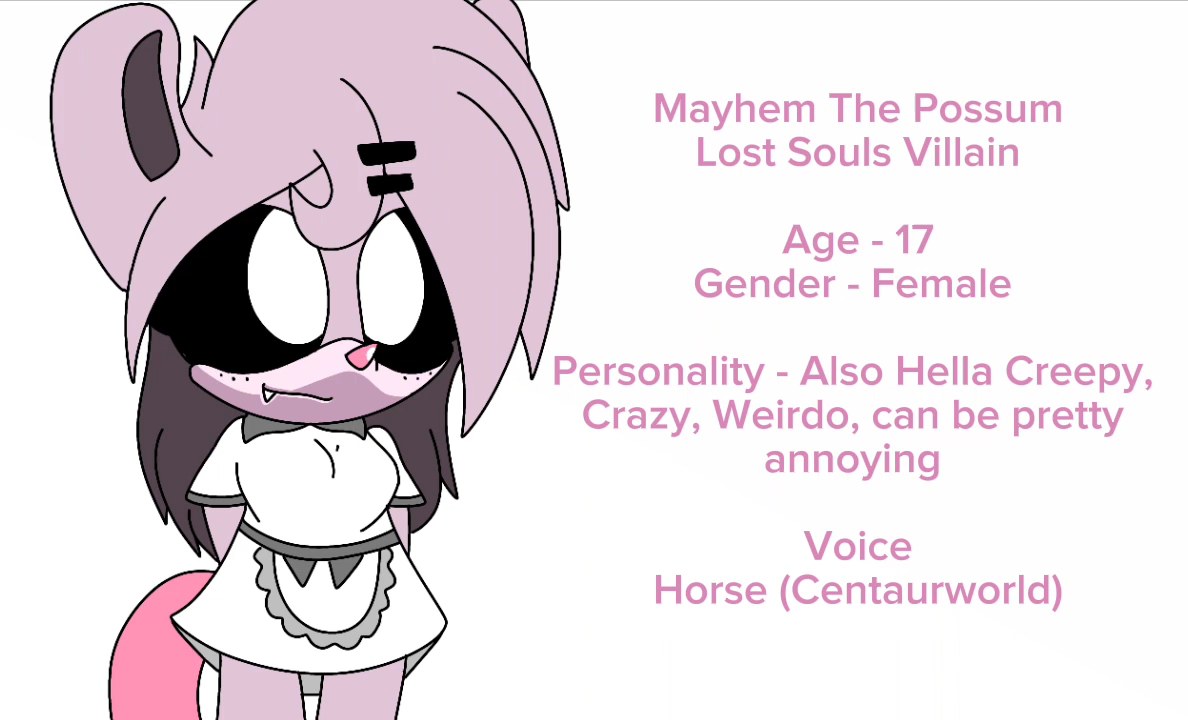 Mayhem The Possum
Lost Souls Villain
Age - 17
Gender - Female
Personality - Also Hella Creepy,
Crazy, Weirdo, can be pretty
annoying
Voice
Horse (Centaurworld)